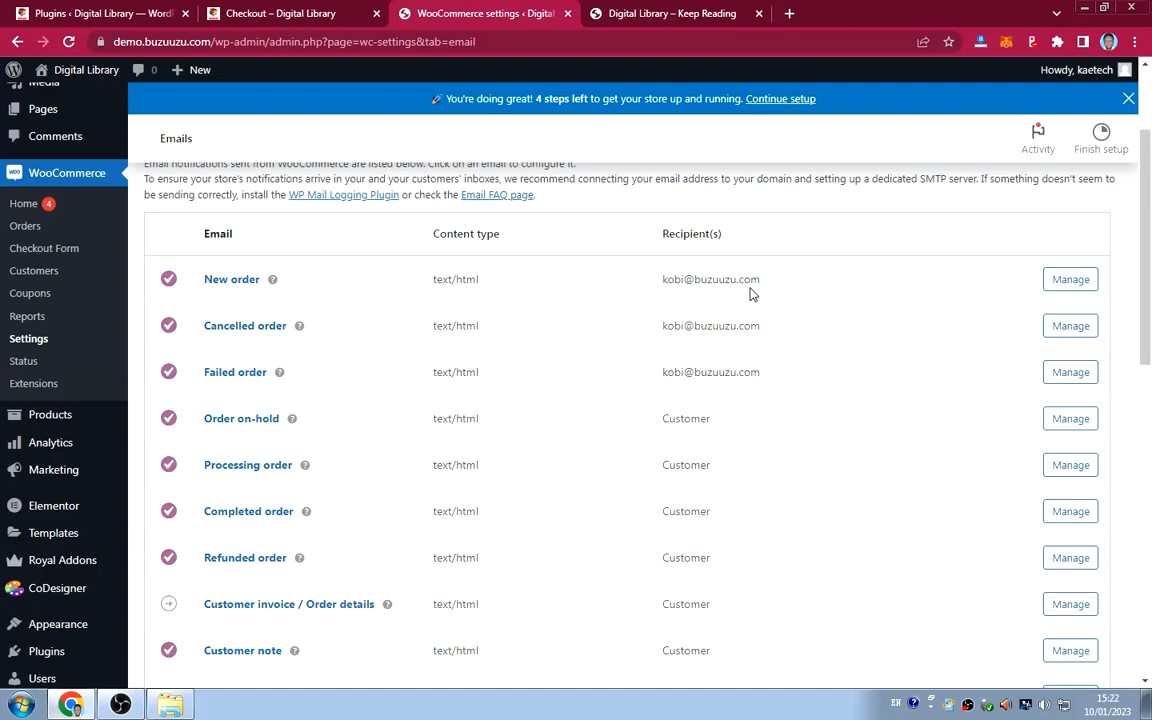 Plugins ‹ Digital Library — WordP
Checkout – Digital Library
WooCommerce settings ‹ Digital
Digital Library – Keep Reading
demo.buzuuzu.com/wp-admin/admin.php?page=wc-settings&tab=email
Digital Library
0
New
Howdy, kaetech
Media
Pages
Comments
WooCommerce
Home 4
Orders
Checkout Form
Customers
Coupons
Reports
Settings
Status
Extensions
Products
Analytics
Marketing
Elementor
Templates
Royal Addons
CoDesigner
Appearance
Plugins
Users
🚀 You're doing great! 4 steps left to get your store up and running. Continue setup
Emails
Activity
Finish setup
Email notifications sent from WooCommerce are listed below. Click on an email to configure it.
To ensure your store's notifications arrive in your and your customers' inboxes, we recommend connecting your email address to your domain and setting up a dedicated SMTP server. If something doesn't seem to
be sending correctly, install the WP Mail Logging Plugin or check the Email FAQ page.
Email Content type Recipient(s)
New order text/html kobi@buzuuzu.com Manage
Cancelled order text/html kobi@buzuuzu.com Manage
Failed order text/html kobi@buzuuzu.com Manage
Order on-hold text/html Customer Manage
Processing order text/html Customer Manage
Completed order text/html Customer Manage
Refunded order text/html Customer Manage
Customer invoice / Order details text/html Customer Manage
Customer note text/html Customer Manage
EN
15:22
10/01/2023